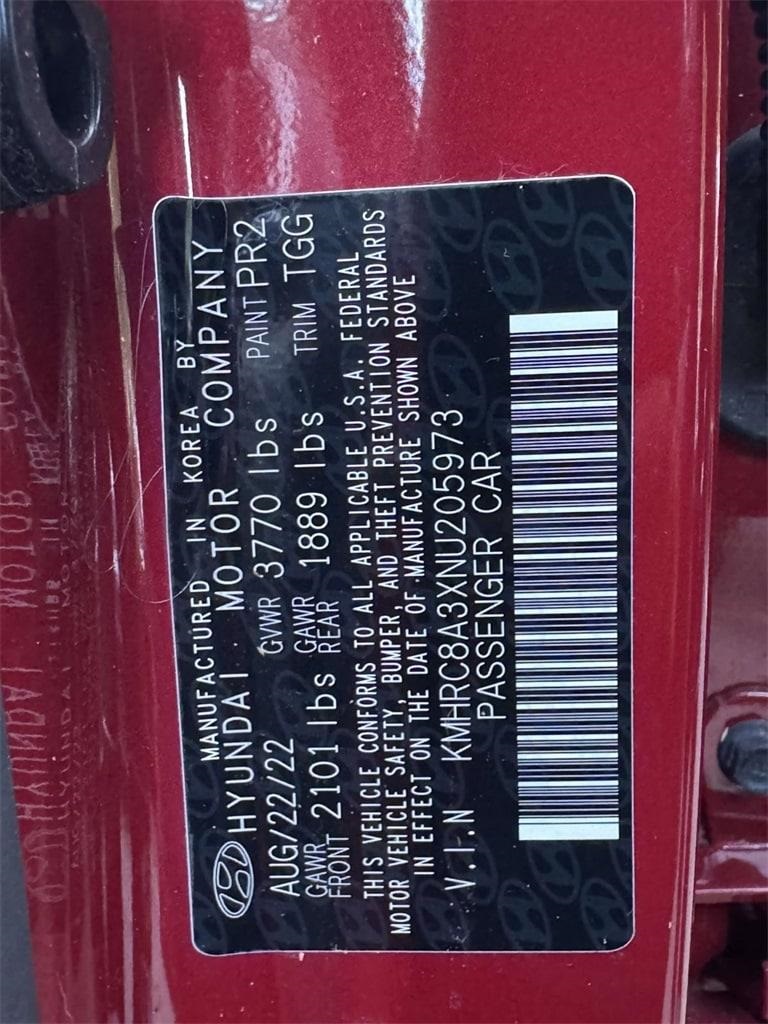 MANUFACTURED IN KOREA BY
HYUNDAI MOTOR COMPANY
AUG/22/22 GVWR 3770 lbs PAINT PR2
GAWR FRONT 2101 lbs GAWR REAR 1889 lbs TRIM TGG
THIS VEHICLE CONFORMS TO ALL APPLICABLE U.S.A. FEDERAL
MOTOR VEHICLE SAFETY, BUMPER, AND THEFT PREVENTION STANDARDS
IN EFFECT ON THE DATE OF MANUFACTURE SHOWN ABOVE
V.I.N KMHRC8A3XNU205973
PASSENGER CAR